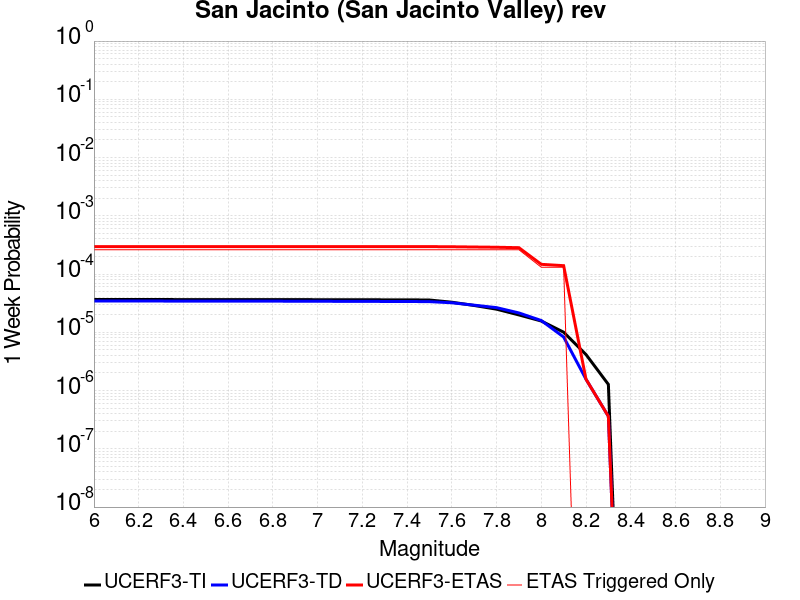 San Jacinto (San Jacinto Valley) rev
10^0
10^-1
10^-2
10^-3
10^-4
10^-5
10^-6
10^-7
10^-8
1 Week Probability
6 6.2 6.4 6.6 6.8 7 7.2 7.4 7.6 7.8 8 8.2 8.4 8.6 8.8 9
Magnitude
UCERF3-TI UCERF3-TD UCERF3-ETAS ETAS Triggered Only